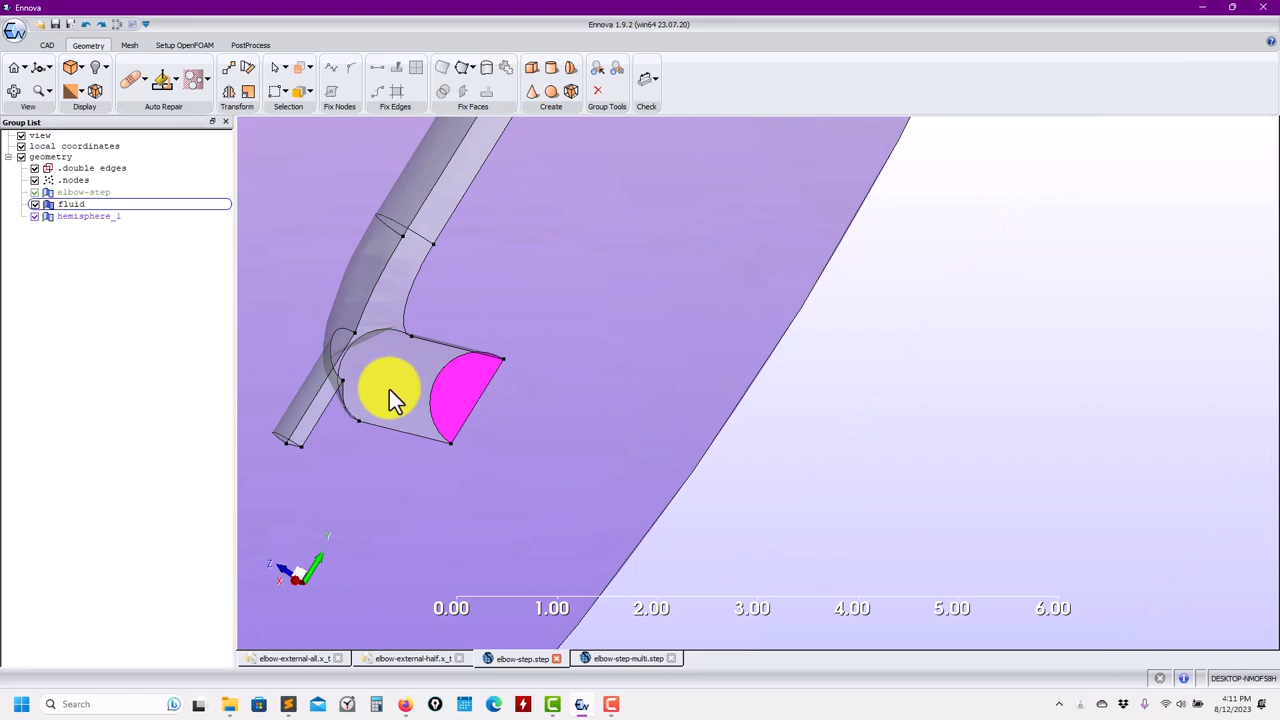 Ennova
Ennova 1.9.2 (win64 23.07.20)
CAD
Geometry
Mesh
Setup OpenFOAM
PostProcess
View
Display
Auto Repair
Transform
Selection
Fix Nodes
Fix Edges
Fix Faces
Create
Group Tools
Check
Group List
view
local coordinates
geometry
.double edges
.nodes
elbow-step
fluid
hemisphere_1
Y
Z
X
0.00 1.00 2.00 3.00 4.00 5.00 6.00
elbow-external-all.x_t
elbow-external-half.x_t
elbow-step.step
elbow-step-multi.step
DESKTOP-NMOF5BH
Search
4:11 PM
8/12/2023